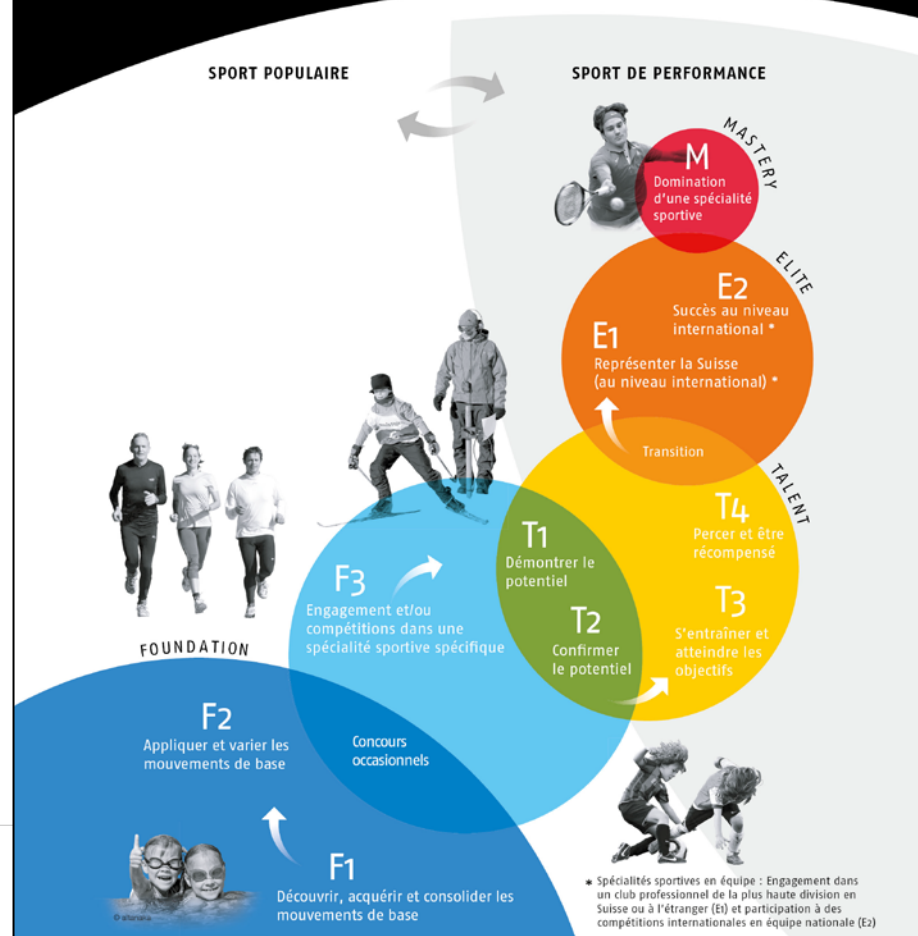 SPORT POPULAIRE
SPORT DE PERFORMANCE
MASTERY
M
Domination
d'une spécialité
sportive
ELITE
E2
Succès au niveau
international *
E1
Représenter la Suisse
(au niveau international) *
Transition
TALENT
T4
Percer et être
récompensé
T1
Démontrer le
potentiel
F3
Engagement et/ou
compétitions dans une
spécialité sportive spécifique
T3
S'entraîner et
atteindre les
objectifs
T2
Confirmer
le potentiel
FOUNDATION
F2
Appliquer et varier les
mouvements de base
Concours
occasionnels
F1
Découvrir, acquérir et consolider les
mouvements de base
* Spécialités sportives en équipe : Engagement dans
un club professionnel de la plus haute division en
Suisse ou à l'étranger (E1) et participation à des
compétitions internationales en équipe nationale (E2)